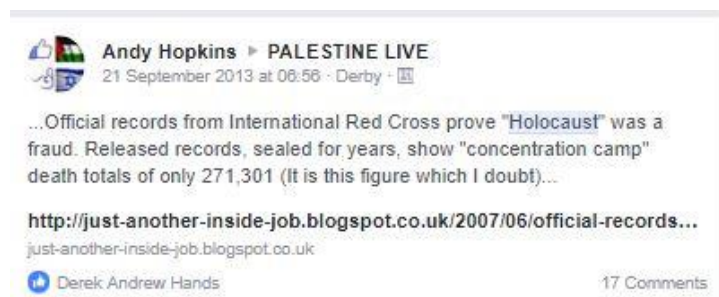 Andy Hopkins ▸ PALESTINE LIVE
21 September 2013 at 06:56 · Derby ·
...Official records from International Red Cross prove "Holocaust" was a
fraud. Released records, sealed for years, show "concentration camp"
death totals of only 271,301 (It is this figure which I doubt)...
http://just-another-inside-job.blogspot.co.uk/2007/06/official-records...
just-another-inside-job.blogspot.co.uk
Derek Andrew Hands 17 Comments